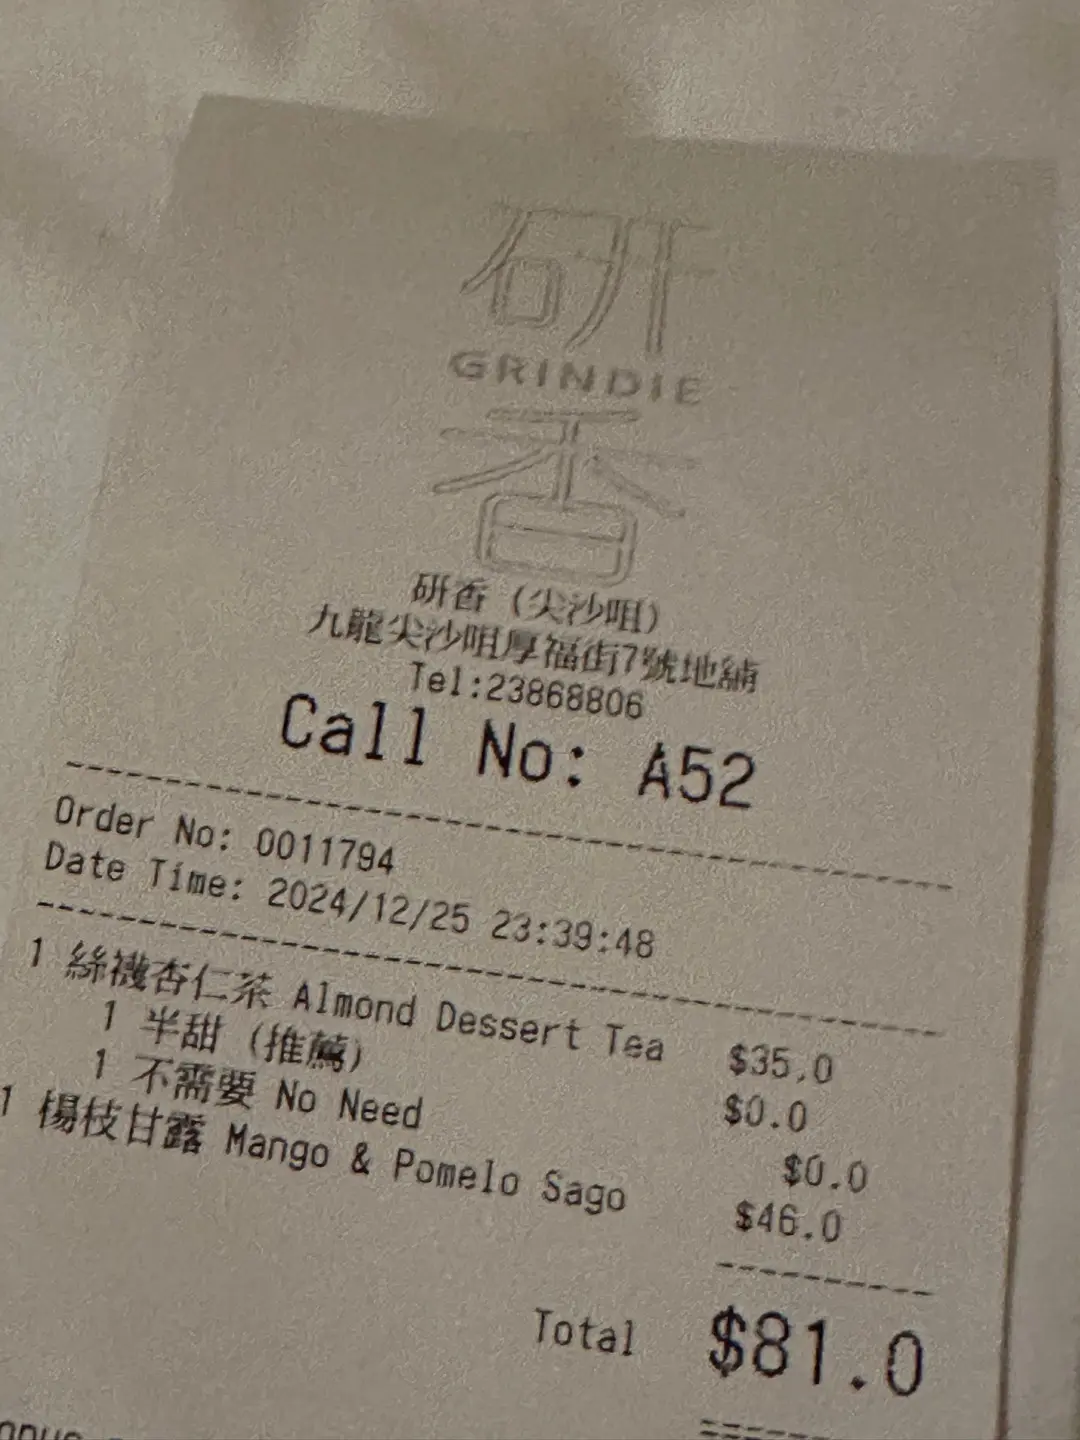 研
GRINDIE
香
研香 (尖沙咀)
九龍尖沙咀厚福街7號地舖
Tel:23868806
Call No: A52
Order No: 0011794
Date Time: 2024/12/25 23:39:48
1 絲襪杏仁茶 Almond Dessert Tea $35.0
1 半甜 (推薦) $0.0
1 不需要 No Need $0.0
1 楊枝甘露 Mango & Pomelo Sago $46.0
Total $81.0